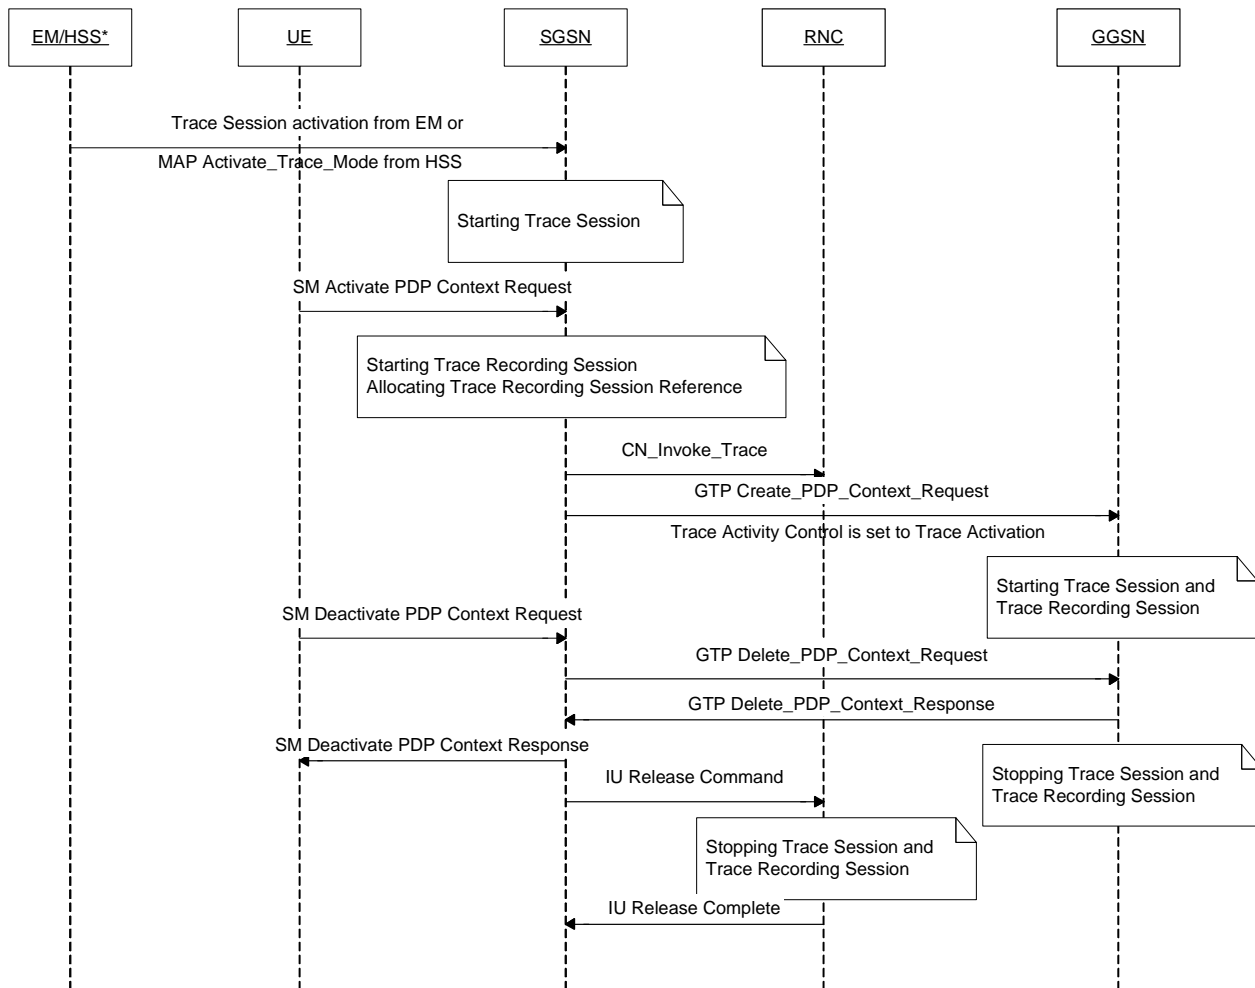 EM/HSS*
UE
SGSN
RNC
GGSN
Trace Session activation from EM or
MAP Activate_Trace_Mode from HSS
Starting Trace Session
SM Activate PDP Context Request
Starting Trace Recording Session
Allocating Trace Recording Session Reference
CN_Invoke_Trace
GTP Create_PDP_Context_Request
Trace Activity Control is set to Trace Activation
Starting Trace Session and
Trace Recording Session
SM Deactivate PDP Context Request
GTP Delete_PDP_Context_Request
GTP Delete_PDP_Context_Response
SM Deactivate PDP Context Response
Stopping Trace Session and
Trace Recording Session
IU Release Command
Stopping Trace Session and
Trace Recording Session
IU Release Complete